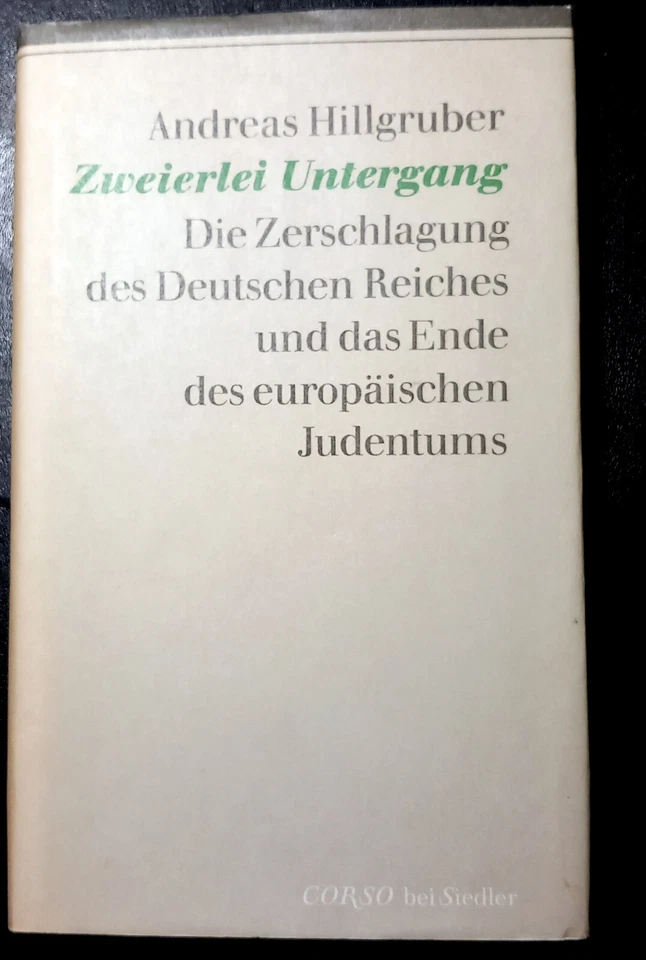 Andreas Hillgruber
Zweierlei Untergang
Die Zerschlagung
des Deutschen Reiches
und das Ende
des europäischen
Judentums
CORSO bei Siedler